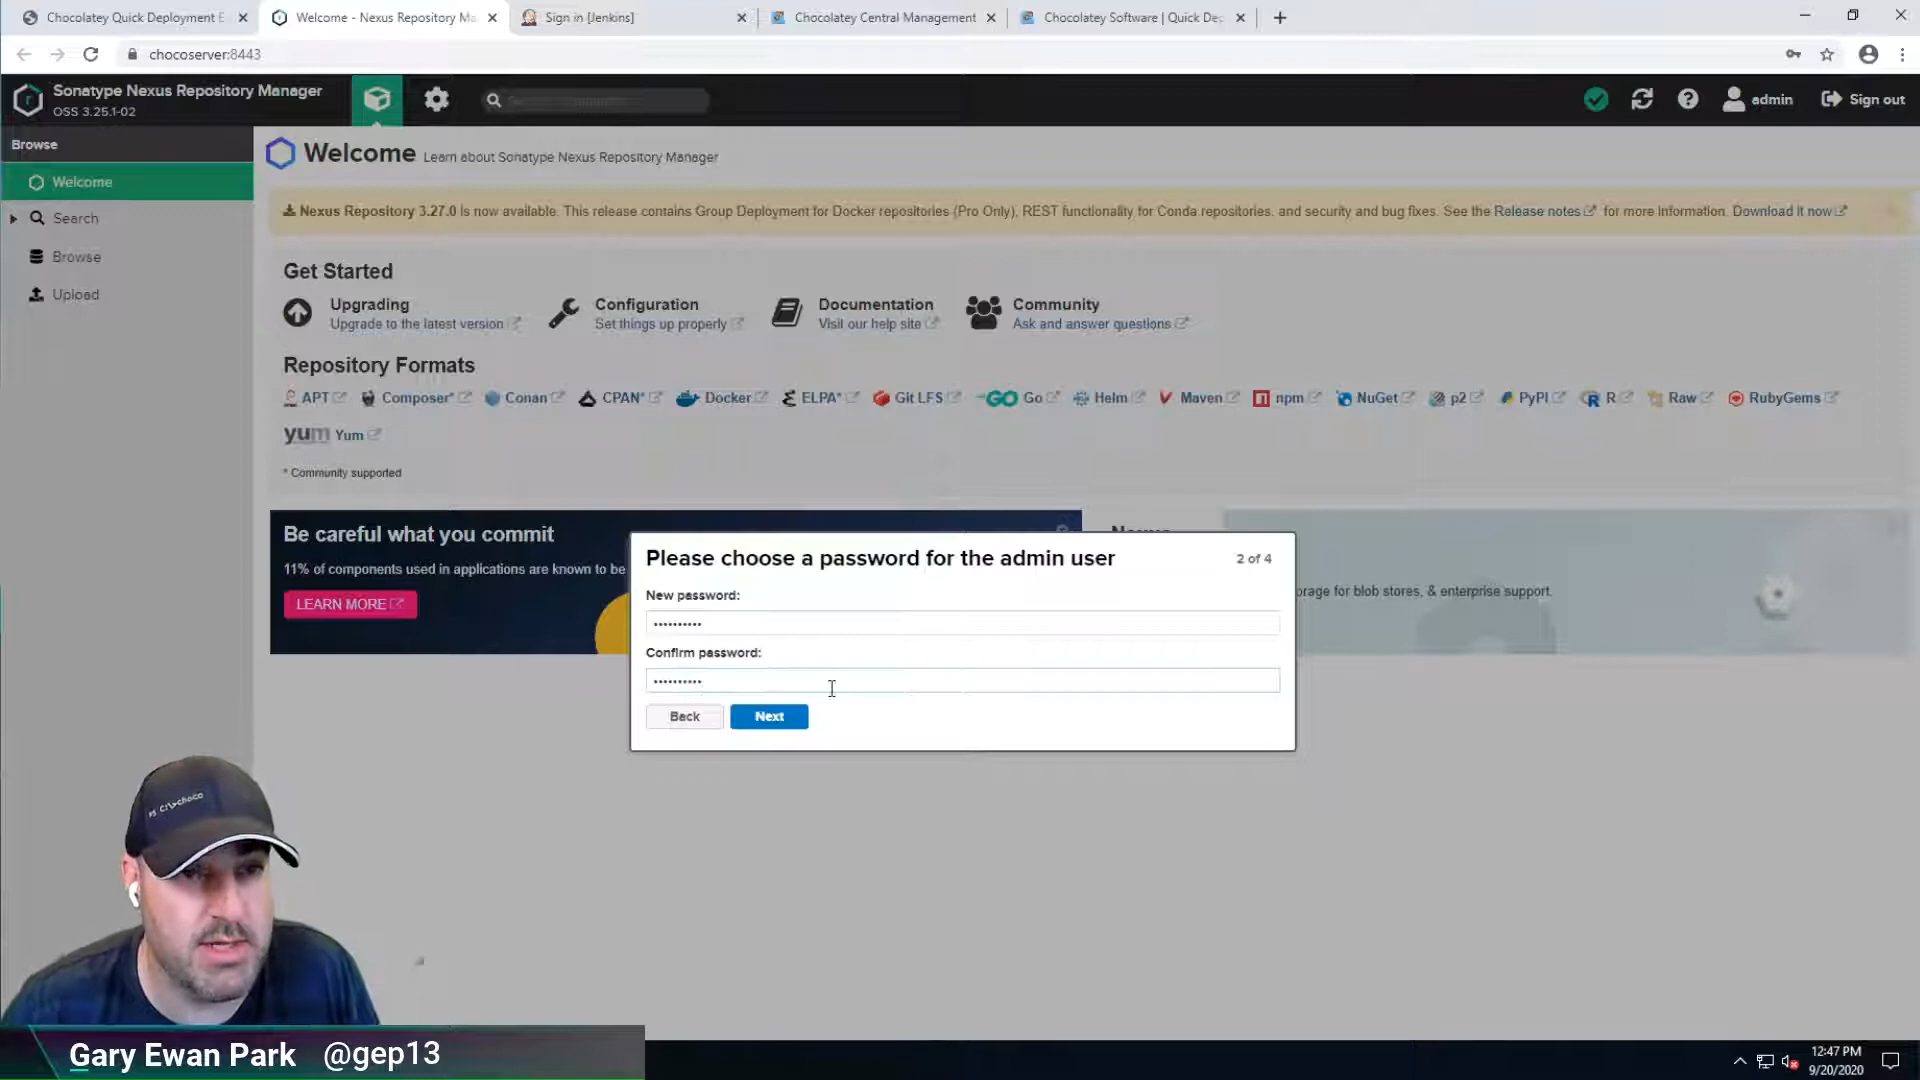 Chocolatey Quick Deployment E
Welcome - Nexus Repository Ma
Sign in [Jenkins]
Chocolatey Central Management
Chocolatey Software | Quick De
chocoserver:8443
Sonatype Nexus Repository Manager
OSS 3.25.1-02
admin
Sign out
Browse
Welcome
Search
Browse
Upload
Welcome Learn about Sonatype Nexus Repository Manager
Nexus Repository 3.27.0 is now available. This release contains Group Deployment for Docker repositories (Pro Only), REST functionality for Conda repositories. and security and bug fixes. See the Release notes for more information. Download it now
Get Started
Upgrading
Upgrade to the latest version
Configuration
Set things up properly
Documentation
Visit our help site
Community
Ask and answer questions
Repository Formats
APT Composer* Conan CPAN* Docker ELPA* Git LFS GO Go Helm Maven npm NuGet p2 PyPI R Raw RubyGems
yum Yum
* Community supported
Be careful what you commit
11% of components used in applications are known to be
LEARN MORE
orage for blob stores, & enterprise support.
Please choose a password for the admin user
2 of 4
New password:
••••••••••
Confirm password:
••••••••••
Back
Next
PS C:\>choco
Gary Ewan Park @gep13
12:47 PM
9/20/2020